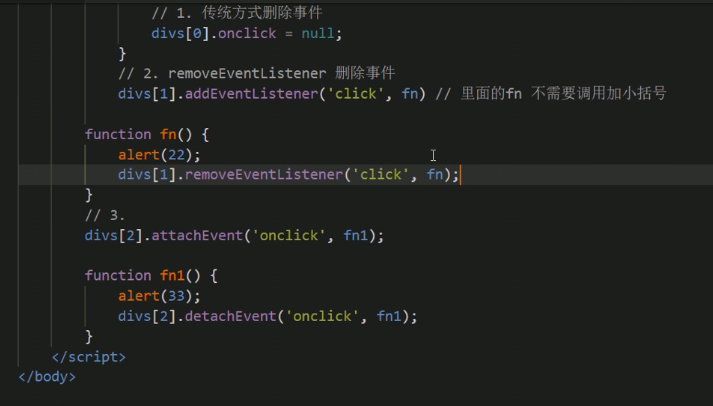 // 1. 传统方式删除事件
divs[0].onclick = null;
}
// 2. removeEventListener 删除事件
divs[1].addEventListener('click', fn) // 里面的fn 不需要调用加小括号
function fn() {
alert(22);
divs[1].removeEventListener('click', fn);
}
// 3.
divs[2].attachEvent('onclick', fn1);
function fn1() {
alert(33);
divs[2].detachEvent('onclick', fn1);
}
</script>
</body>